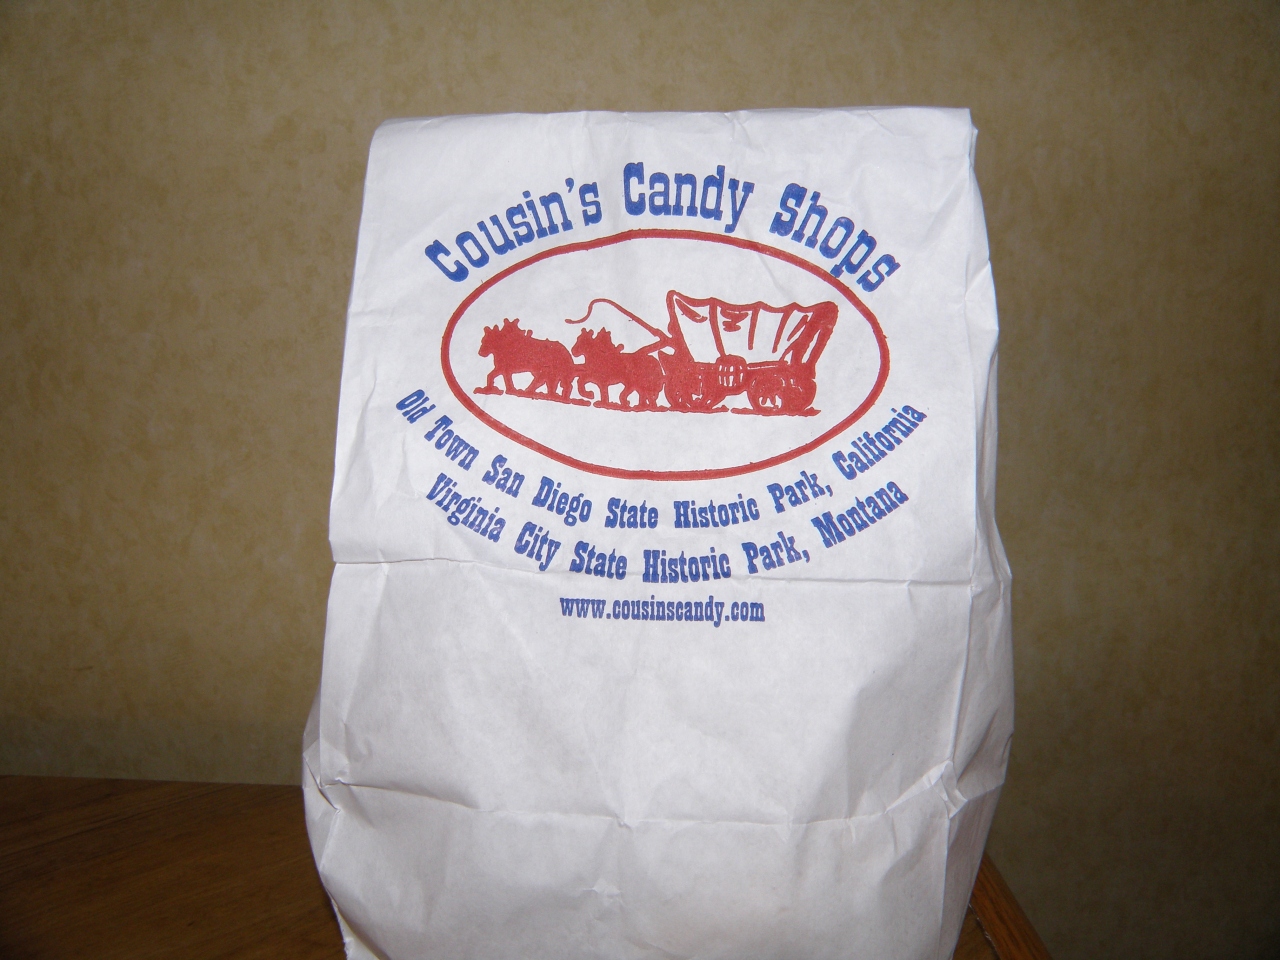 Cousin's Candy Shops
Old Town San Diego State Historic Park, California
Virginia City State Historic Park, Montana
www.cousinscandy.com